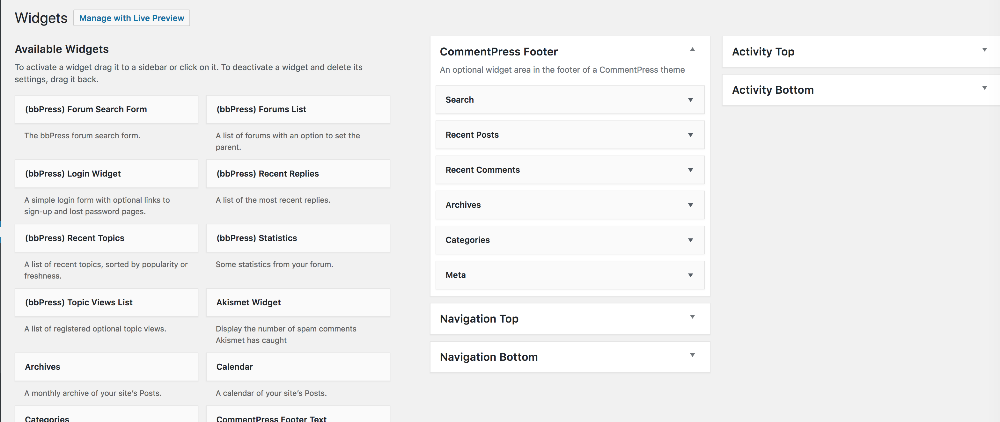 Widgets
Manage with Live Preview
Available Widgets
To activate a widget drag it to a sidebar or click on it. To deactivate a widget and delete its
settings, drag it back.
(bbPress) Forum Search Form
The bbPress forum search form.
(bbPress) Forums List
A list of forums with an option to set the
parent.
(bbPress) Login Widget
A simple login form with optional links to
sign-up and lost password pages.
(bbPress) Recent Replies
A list of the most recent replies.
(bbPress) Recent Topics
A list of recent topics, sorted by popularity or
freshness.
(bbPress) Statistics
Some statistics from your forum.
(bbPress) Topic Views List
A list of registered optional topic views.
Akismet Widget
Display the number of spam comments
Akismet has caught
Archives
A monthly archive of your site’s Posts.
Calendar
A calendar of your site’s Posts.
Categories
CommentPress Footer Text
CommentPress Footer
An optional widget area in the footer of a CommentPress theme
Search
Recent Posts
Recent Comments
Archives
Categories
Meta
Navigation Top
Navigation Bottom
Activity Top
Activity Bottom